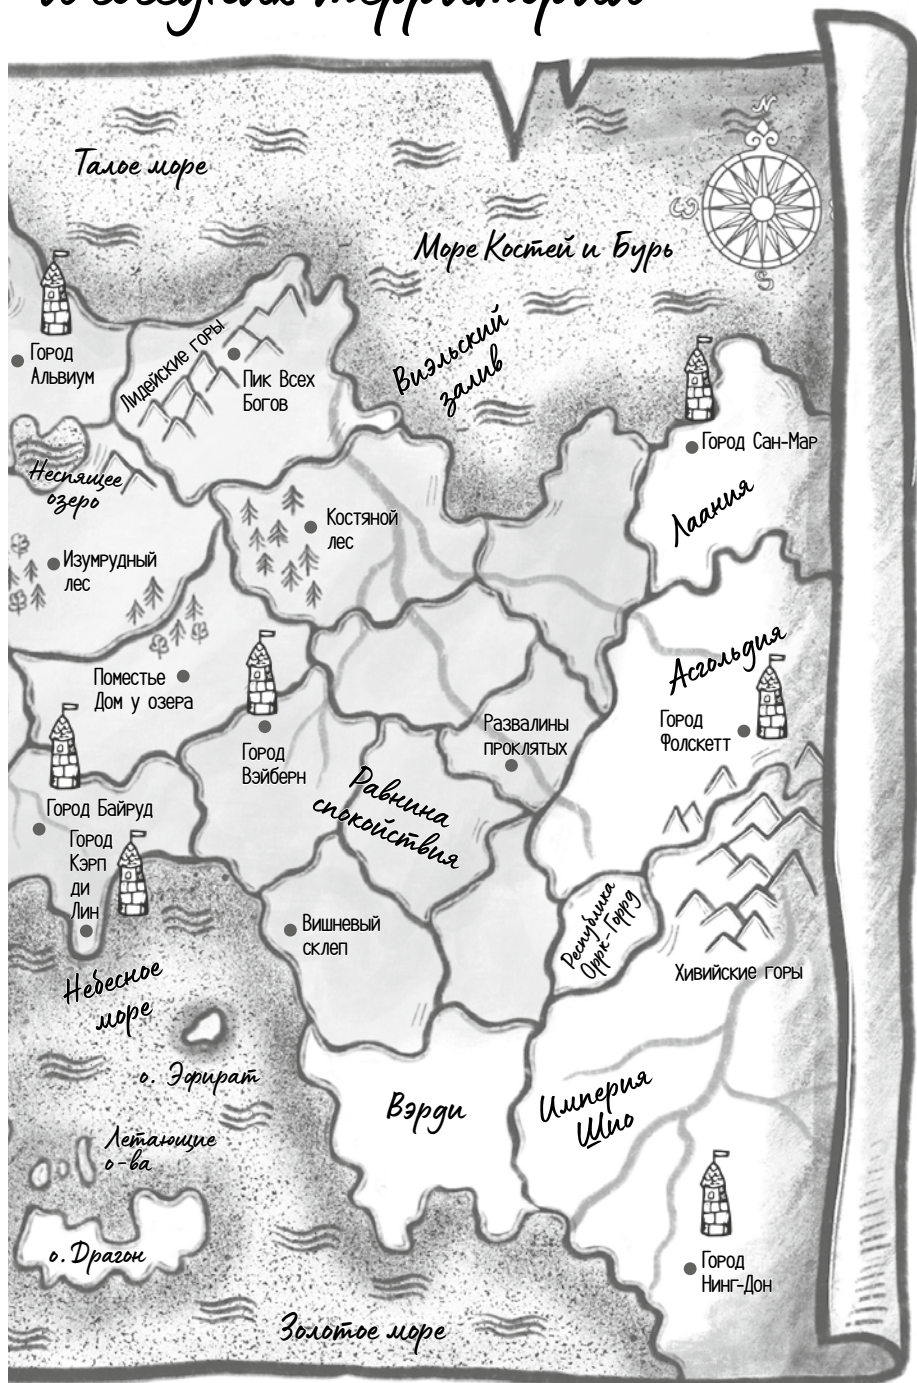 и соседних территорий
N
Талое море
Море Костей и Бурь
S
Город
Альвиум
Лидейские горы
Пик Всех
Богов
Виэльский
залив
Город Сан-Мар
Неспящее
озеро
Лаания
Костяной
лес
Изумрудный
лес
Асгольдия
Поместье
Дом у озера
Город
Фолскетт
Развалины
проклятых
Город
Вэйберн
Равнина
спокойствия
Город Байруд
Город
Кэрп
ди
Лин
Республика
Оррк-Горрд
Вишневый
склеп
Хивийские горы
Небесное
море
о. Эфират
Вэрди
Империя
Шио
Летающие
о-ва
о. Драгон
Город
Нинг-Дон
Золотое море